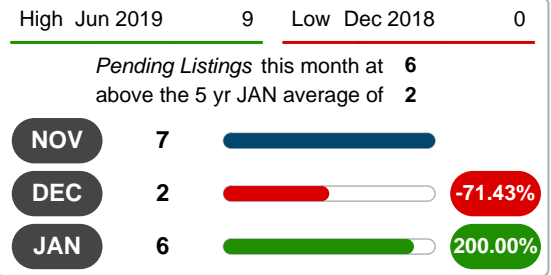 High Jun 2019 9 Low Dec 2018 0
Pending Listings this month at 6
above the 5 yr JAN average of 2
NOV 7
DEC 2 -71.43%
JAN 6 200.00%